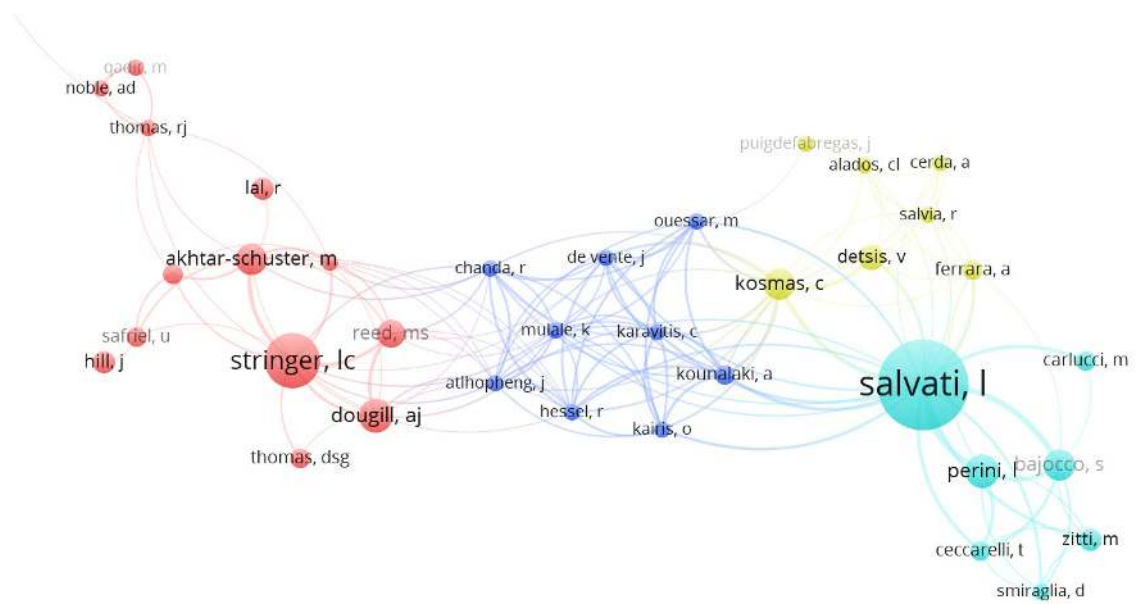 qadir, m
noble, ad
thomas, rj
puigdefabregas, j
alados, cl
cerda, a
lal, r
salvia, r
ouessar, m
akhtar-schuster, m
chanda, r
de vente, j
detsis, v
kosmas, c
ferrara, a
safriel, u
reed, ms
mulale, k
karavitis, c
hill, j
stringer, lc
carlucci, m
atlhopheng, j
kounalaki, a
salvati, l
dougill, aj
hessel, r
kairis, o
thomas, dsg
perini, l
bajocco, s
zitti, m
ceccarelli, t
smiraglia, d